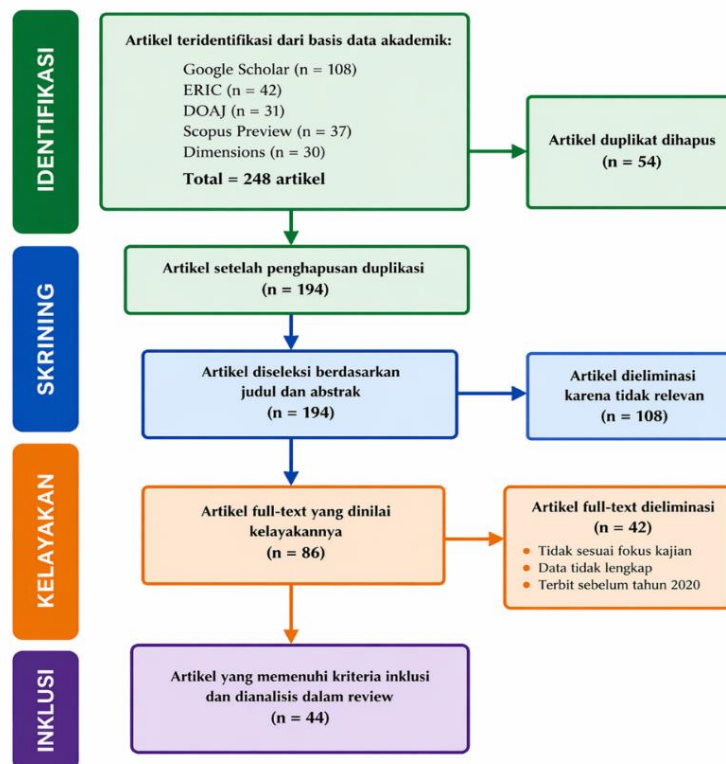 IDENTIFIKASI
Artikel teridentifikasi dari basis data akademik:
Google Scholar (n = 108)
ERIC (n = 42)
DOAJ (n = 31)
Scopus Preview (n = 37)
Dimensions (n = 30)
Total = 248 artikel
Artikel duplikat dihapus
(n = 54)
Artikel setelah penghapusan duplikasi
(n = 194)
SKRINING
Artikel diseleksi berdasarkan
judul dan abstrak
(n = 194)
Artikel dieliminasi
karena tidak relevan
(n = 108)
KELAYAKAN
Artikel full-text yang dinilai
kelayakannya
(n = 86)
Artikel full-text dieliminasi
(n = 42)
• Tidak sesuai fokus kajian
• Data tidak lengkap
• Terbit sebelum tahun 2020
INKLUSI
Artikel yang memenuhi kriteria inklusi
dan dianalisis dalam review
(n = 44)